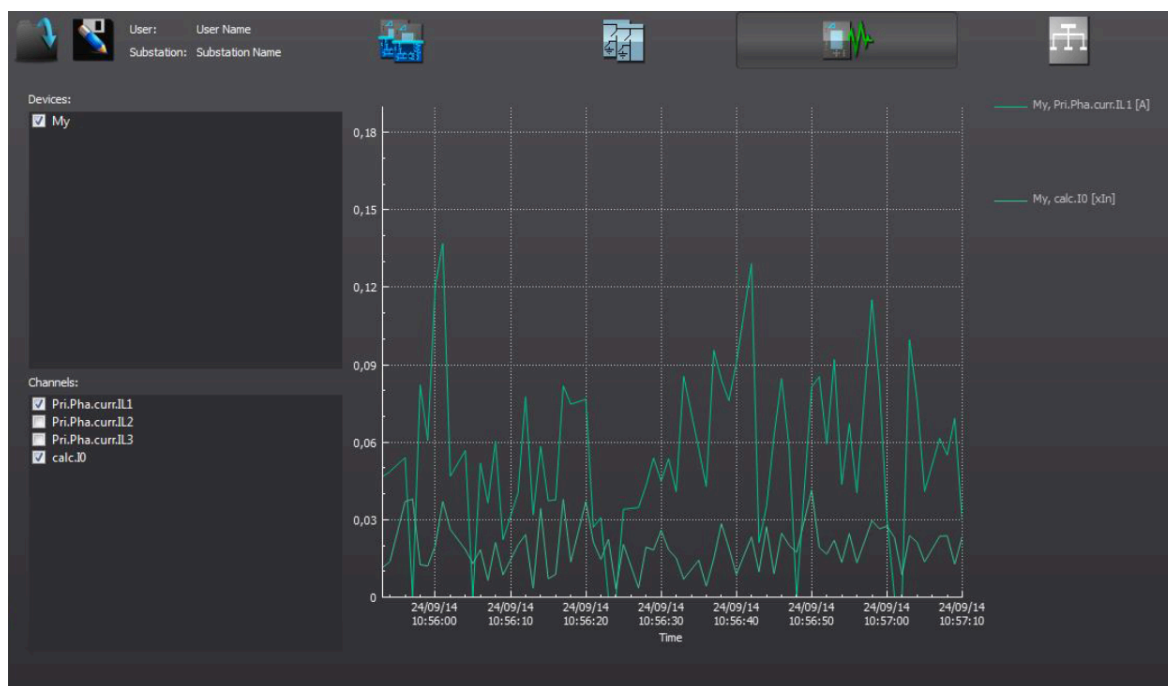 User: User Name
Substation: Substation Name
Devices:
My
Channels:
Pri.Pha.curr.IL1
Pri.Pha.curr.IL2
Pri.Pha.curr.IL3
calc.I0
0,18
0,15
0,12
0,09
0,06
0,03
0
24/09/14 24/09/14 24/09/14 24/09/14 24/09/14 24/09/14 24/09/14 24/09/14
10:56:00 10:56:10 10:56:20 10:56:30 10:56:40 10:56:50 10:57:00 10:57:10
Time
My, Pri.Pha.curr.IL1 [A]
My, calc.I0 [xIn]